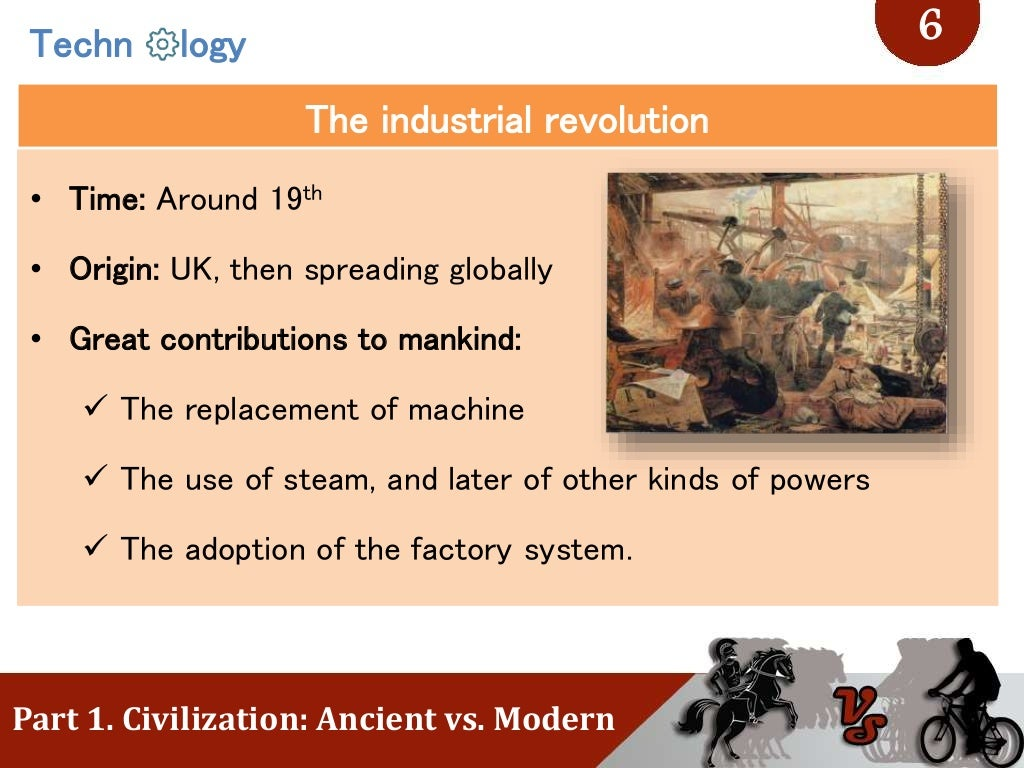 Techn logy
6
The industrial revolution
• Time: Around 19th
• Origin: UK, then spreading globally
• Great contributions to mankind:
✓ The replacement of machine
✓ The use of steam, and later of other kinds of powers
✓ The adoption of the factory system.
Part 1. Civilization: Ancient vs. Modern
Vs